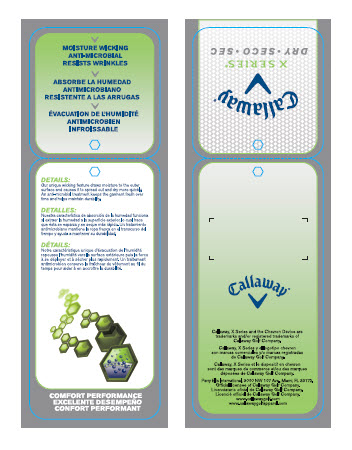 MOISTURE WICKING
ANTI-MICROBIAL
RESISTS WRINKLES
ABSORBE LA HUMEDAD
ANTIMICROBIANO
RESISTENTE A LAS ARRUGAS
ÉVACUATION DE L'HUMIDITÉ
ANTIMICROBIEN
INFROISSABLE
DETAILS:
Our unique wicking feature draws moisture to the outer
surface and causes it to spread out and dry more quickly.
An anti-microbial treatment keeps the garment fresh over
time and helps maintain durability.
DETALLES:
Nuestra característica de absorción de la humedad funciona
al extraer la humedad a la superficie exterior, lo cual hace
que ésta se esparza y se seque más rápido. Un tratamiento
antimicrobiano mantiene la ropa fresca en el transcurso del
tiempo y ayuda a mantener su durabilidad.
DÉTAILS:
Notre caractéristique unique d'évacuation de l'humidité
repousse l'humidité vers la surface extérieure puis la force
à se déployer et à sécher plus rapidement. Un traitement
antimicrobien conserve la fraîcheur du vêtement au fil du
temps pour aider à en accroître la durabilité.
COMFORT PERFORMANCE
EXCELENTE DESEMPEÑO
CONFORT PERFORMANT
DRY • SECO • SEC
X SERIES
Callaway
Callaway
Callaway, X Series and the Chevron Device are
trademarks and/or registered trademarks of
Callaway Golf Company.
Callaway, X Series y el logotipo chevron
son marcas comerciales y/o marcas registradas
de Callaway Golf Company.
Callaway, X Series et le dispositif en chevron
sont des marques de commerce et/ou des marques
déposées de Callaway Golf Company.
Perry Ellis International, 3000 NW 107 Ave, Miami, FL 33172,
Official licensee of Callaway Golf Company.
Licenciatario oficial de Callaway Golf Company.
Licencié officiel de Callaway Golf Company.
www.callawaygolf.com
www.callawaygolfapparel.com